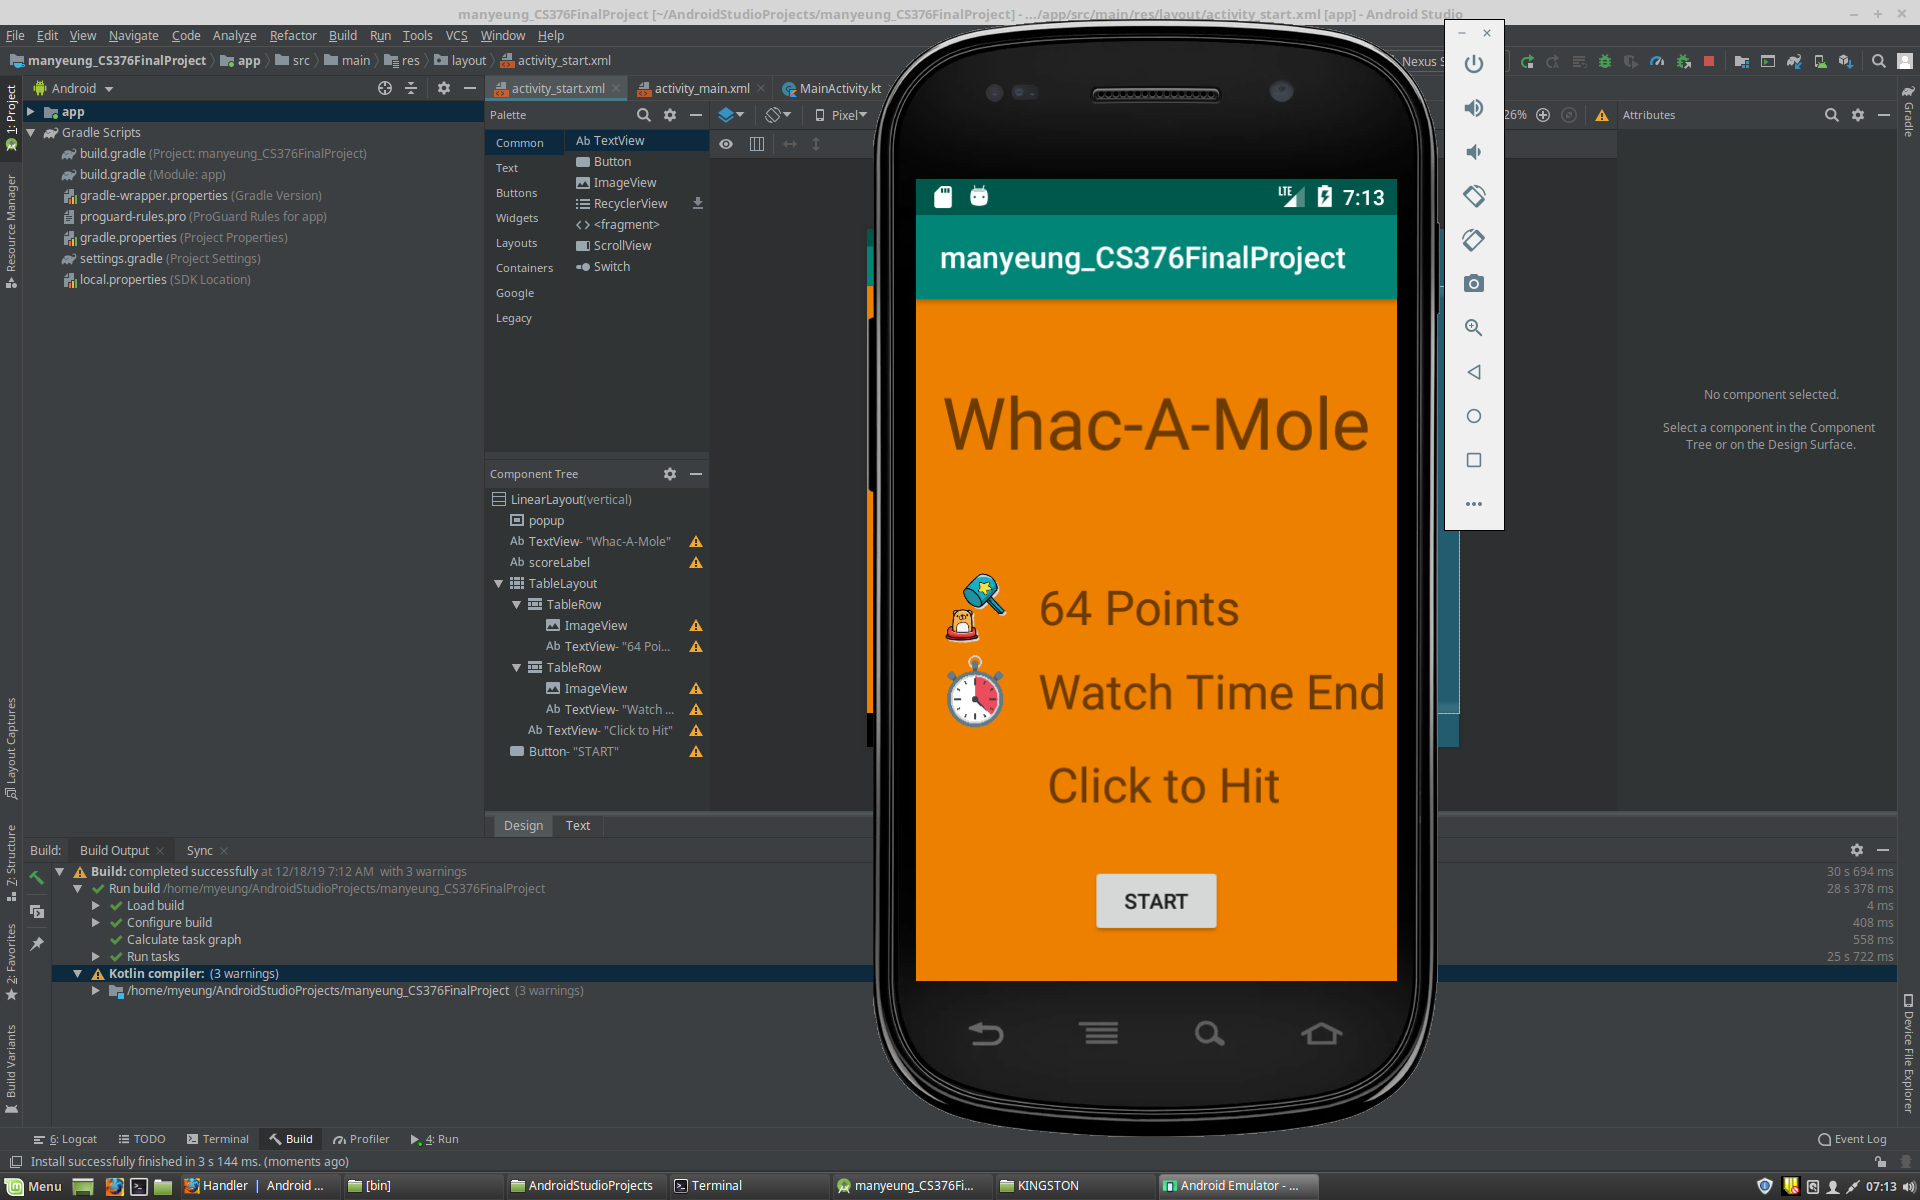 manyeung_CS376FinalProject [~/AndroidStudioProjects/manyeung_CS376FinalProject] - .../app/src/main/res/layout/activity_start.xml [app] - Android Studio
File Edit View Navigate Code Analyze Refactor Build Run Tools VCS Window Help
manyeung_CS376FinalProject app src main res layout activity_start.xml Nexus S
Android
activity_start.xml activity_main.xml MainActivity.kt
app
Gradle Scripts
build.gradle (Project: manyeung_CS376FinalProject)
build.gradle (Module: app)
gradle-wrapper.properties (Gradle Version)
proguard-rules.pro (ProGuard Rules for app)
gradle.properties (Project Properties)
settings.gradle (Project Settings)
local.properties (SDK Location)
1: Project
Resource Manager
Layout Captures
7: Structure
2: Favorites
Build Variants
Palette
Common
Text
Buttons
Widgets
Layouts
Containers
Google
Legacy
Ab TextView
Button
ImageView
RecyclerView
<fragment>
ScrollView
Switch
Pixel
26%
Attributes
No component selected.
Select a component in the Component
Tree or on the Design Surface.
Gradle
Device File Explorer
Component Tree
LinearLayout(vertical)
popup
Ab TextView- "Whac-A-Mole"
Ab scoreLabel
TableLayout
TableRow
ImageView
Ab TextView- "64 Poi...
TableRow
ImageView
Ab TextView- "Watch ...
Ab TextView- "Click to Hit"
Button- "START"
Design Text
LTE 7:13
manyeung_CS376FinalProject
Whac-A-Mole
64 Points
Watch Time End
Click to Hit
START
Build: Build Output Sync
Build: completed successfully at 12/18/19 7:12 AM with 3 warnings 30 s 694 ms
Run build /home/myeung/AndroidStudioProjects/manyeung_CS376FinalProject 28 s 378 ms
Load build 4 ms
Configure build 408 ms
Calculate task graph 558 ms
Run tasks 25 s 722 ms
Kotlin compiler: (3 warnings)
/home/myeung/AndroidStudioProjects/manyeung_CS376FinalProject (3 warnings)
6: Logcat TODO Terminal Build Profiler 4: Run Event Log
Install successfully finished in 3 s 144 ms. (moments ago)
Menu Handler | Android ... [bin] AndroidStudioProjects Terminal manyeung_CS376Fi... KINGSTON Android Emulator - ... 07:13